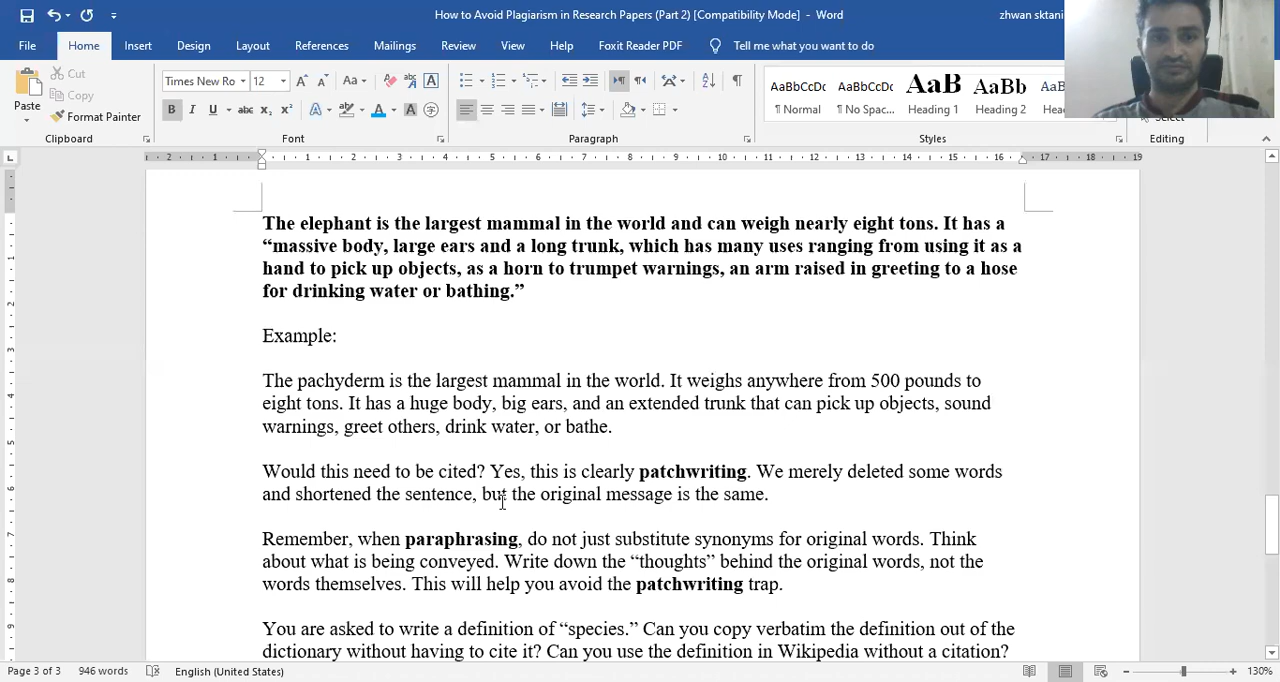 How to Avoid Plagiarism in Research Papers (Part 2) [Compatibility Mode] - Word
zhwan sktani
File Home Insert Design Layout References Mailings Review View Help Foxit Reader PDF Tell me what you want to do
Paste
Cut
Copy
Format Painter
Times New Ro 12
AaBbCcDc AaBbCcDc AaB AaBb
¶ Normal ¶ No Spac... Heading 1 Heading 2
Clipboard Font Paragraph Styles Editing
The elephant is the largest mammal in the world and can weigh nearly eight tons. It has a
“massive body, large ears and a long trunk, which has many uses ranging from using it as a
hand to pick up objects, as a horn to trumpet warnings, an arm raised in greeting to a hose
for drinking water or bathing.”
Example:
The pachyderm is the largest mammal in the world. It weighs anywhere from 500 pounds to
eight tons. It has a huge body, big ears, and an extended trunk that can pick up objects, sound
warnings, greet others, drink water, or bathe.
Would this need to be cited? Yes, this is clearly patchwriting. We merely deleted some words
and shortened the sentence, but the original message is the same.
Remember, when paraphrasing, do not just substitute synonyms for original words. Think
about what is being conveyed. Write down the “thoughts” behind the original words, not the
words themselves. This will help you avoid the patchwriting trap.
You are asked to write a definition of “species.” Can you copy verbatim the definition out of the
dictionary without having to cite it? Can you use the definition in Wikipedia without a citation?
Page 3 of 3 946 words English (United States) 130%